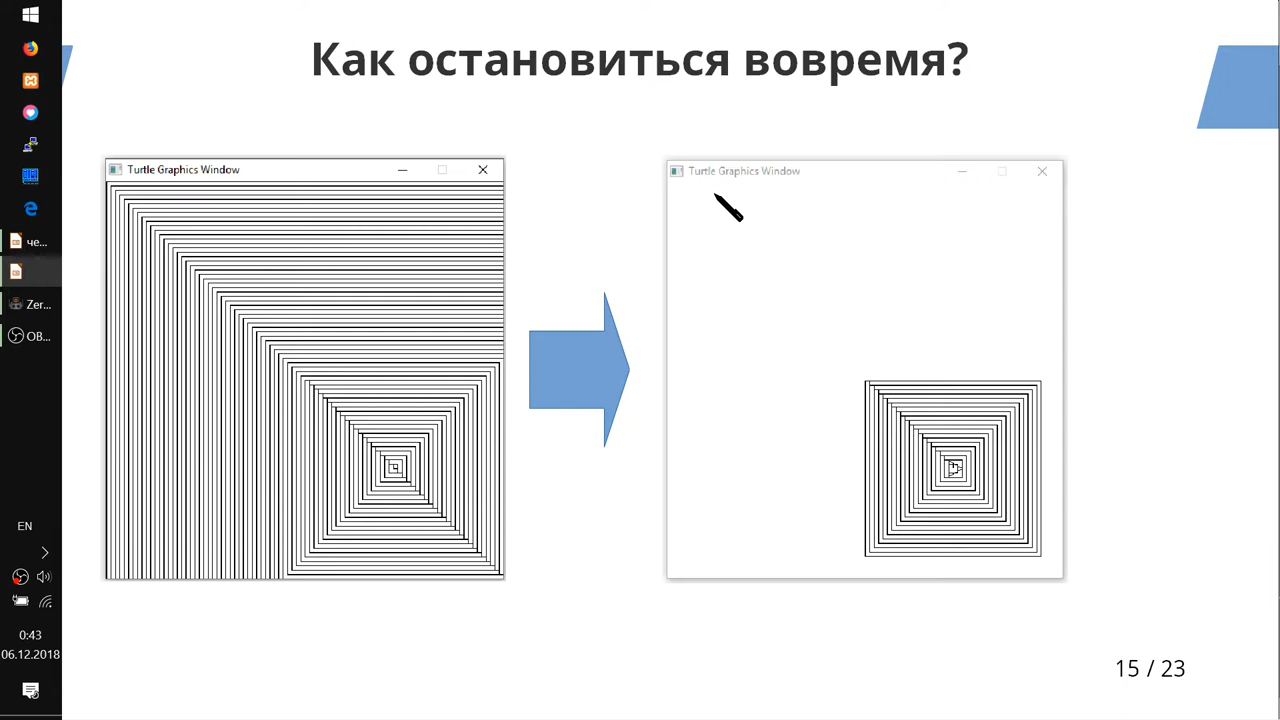 Как остановиться вовремя?
Turtle Graphics Window
Turtle Graphics Window
че...
Zer...
OB...
EN
0:43
06.12.2018
15 / 23